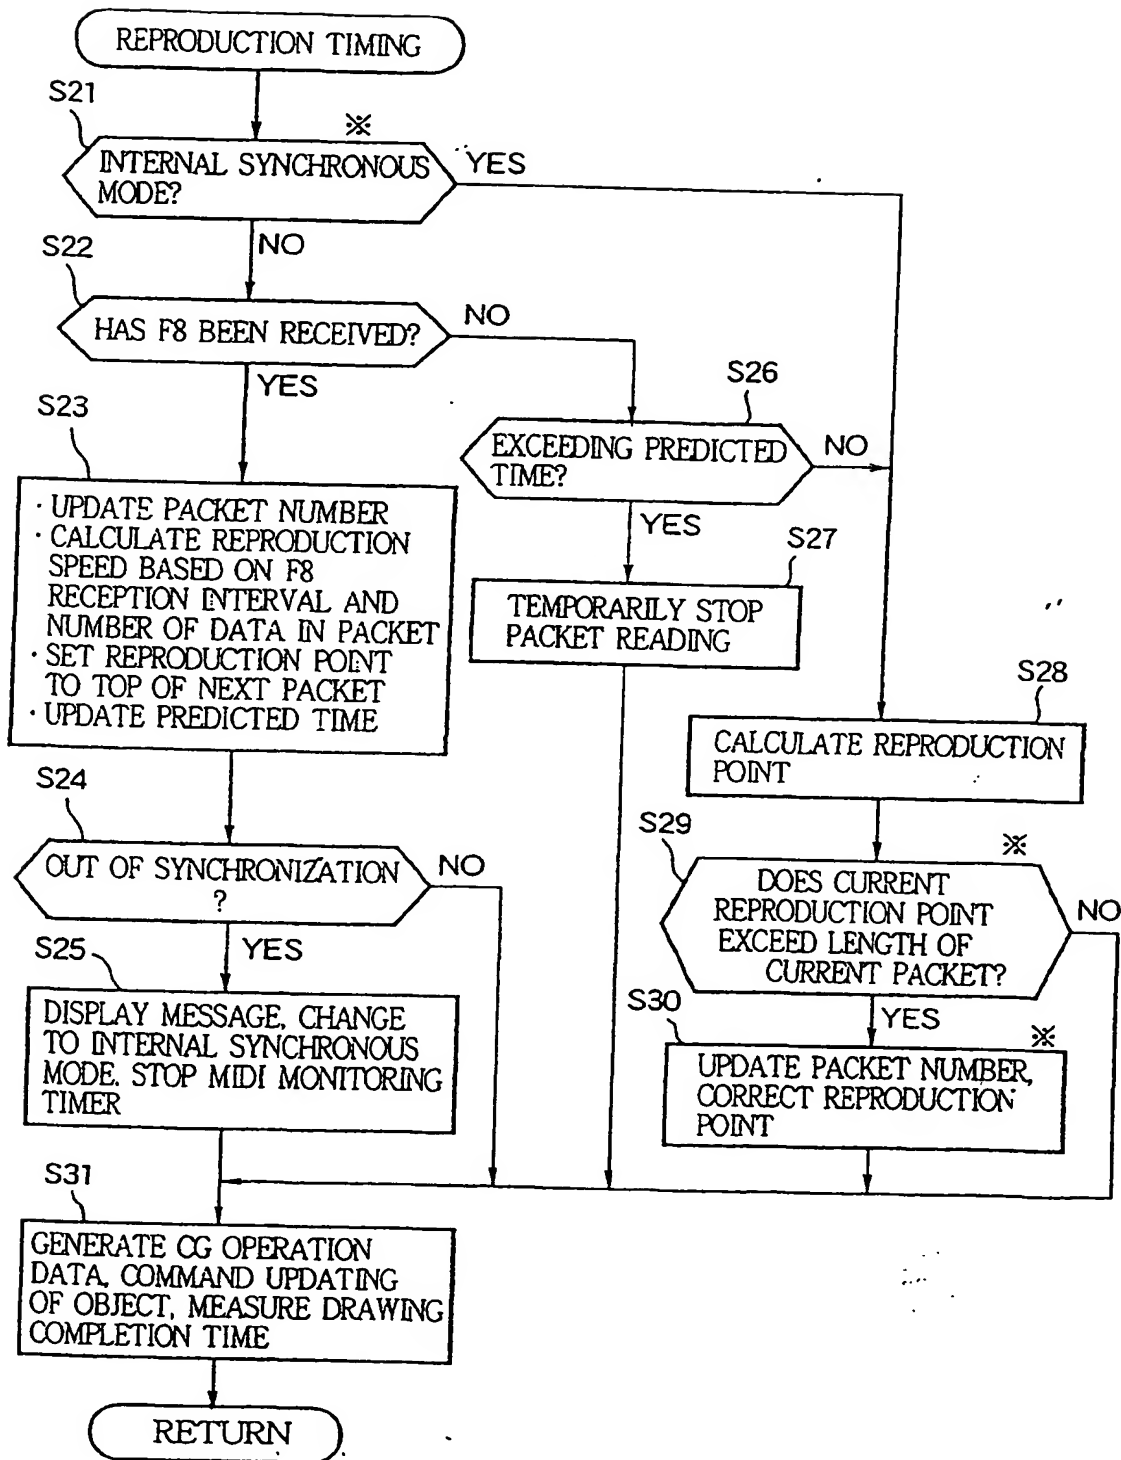 REPRODUCTION TIMING
S21
※
INTERNAL SYNCHRONOUS
MODE?
YES
NO
S22
HAS F8 BEEN RECEIVED?
NO
YES
S26
EXCEEDING PREDICTED
TIME?
NO
YES
S23
· UPDATE PACKET NUMBER
· CALCULATE REPRODUCTION
SPEED BASED ON F8
RECEPTION INTERVAL AND
NUMBER OF DATA IN PACKET
· SET REPRODUCTION POINT
TO TOP OF NEXT PACKET
· UPDATE PREDICTED TIME
S27
TEMPORARILY STOP
PACKET READING
S28
CALCULATE REPRODUCTION
POINT
S24
OUT OF SYNCHRONIZATION
?
NO
YES
S29
※
DOES CURRENT
REPRODUCTION POINT
EXCEED LENGTH OF
CURRENT PACKET?
NO
YES
S25
DISPLAY MESSAGE, CHANGE
TO INTERNAL SYNCHRONOUS
MODE. STOP MIDI MONITORING
TIMER
S30
※
UPDATE PACKET NUMBER,
CORRECT REPRODUCTION
POINT
S31
GENERATE CG OPERATION
DATA, COMMAND UPDATING
OF OBJECT, MEASURE DRAWING
COMPLETION TIME
RETURN